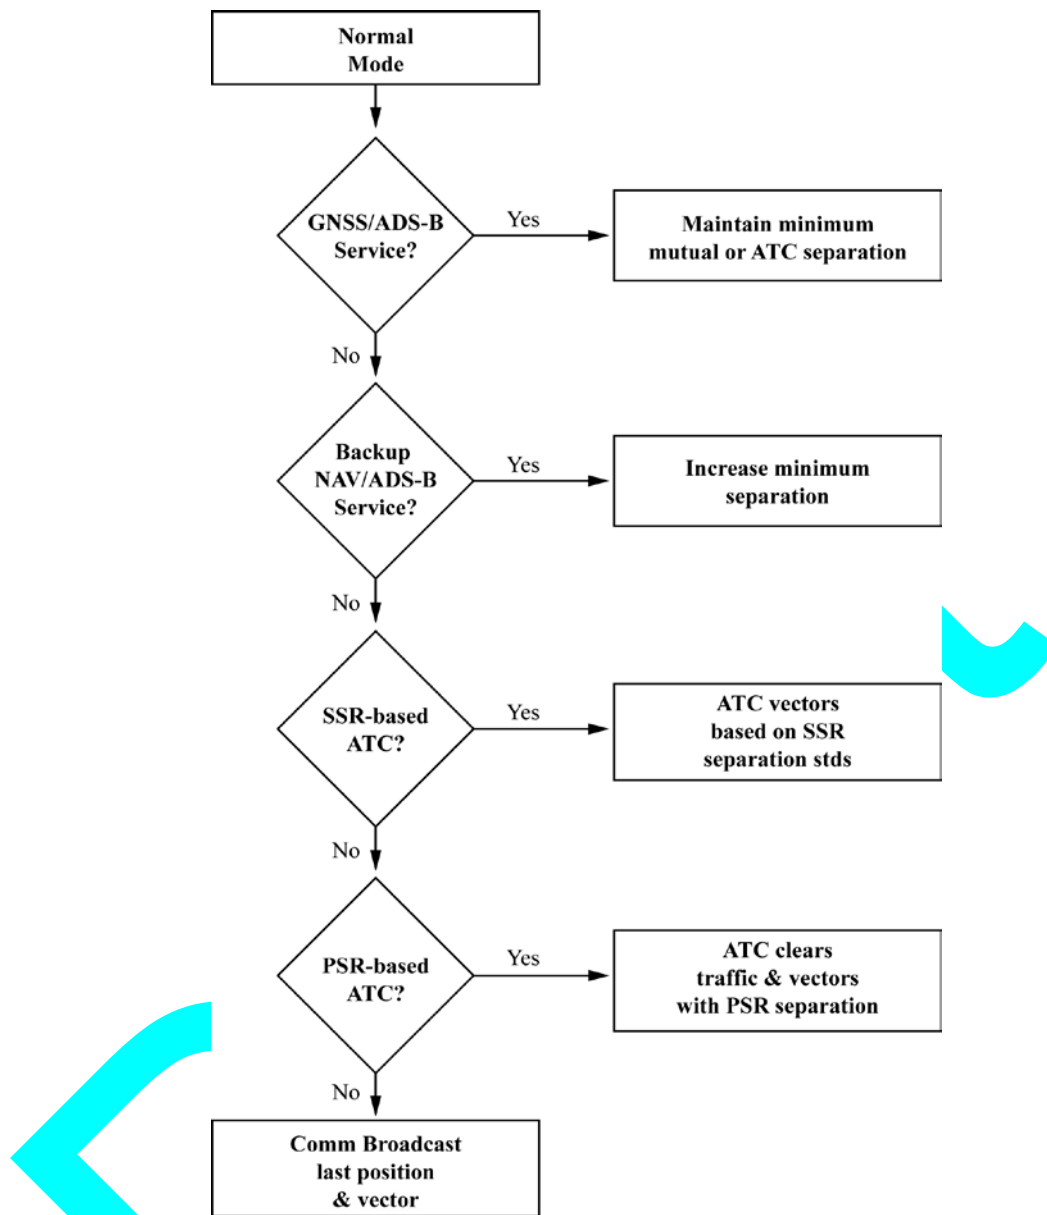 Normal
Mode
GNSS/ADS-B
Service?
Yes
Maintain minimum
mutual or ATC separation
No
Backup
NAV/ADS-B
Service?
Yes
Increase minimum
separation
No
SSR-based
ATC?
Yes
ATC vectors
based on SSR
separation stds
No
PSR-based
ATC?
Yes
ATC clears
traffic & vectors
with PSR separation
No
Comm Broadcast
last position
& vector